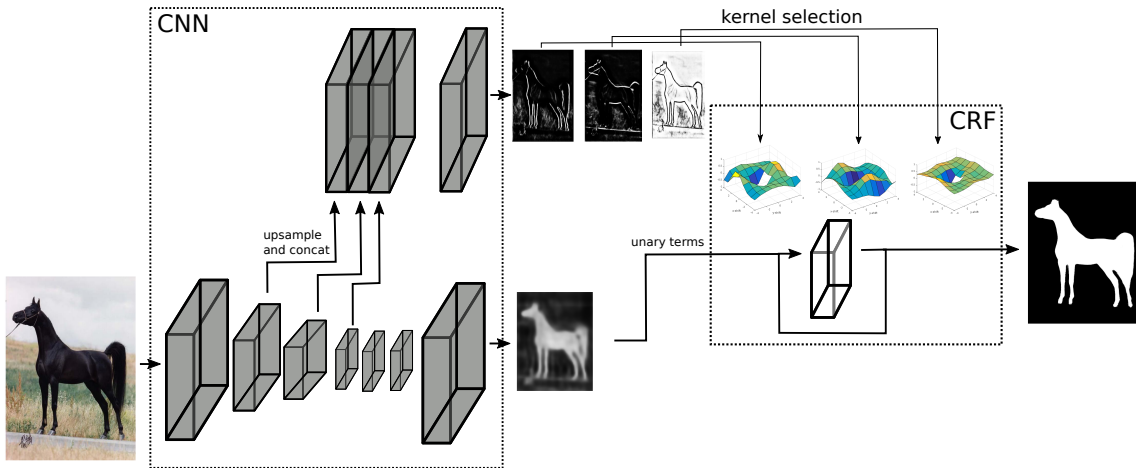 CNN
kernel selection
CRF
upsample
and concat
unary terms